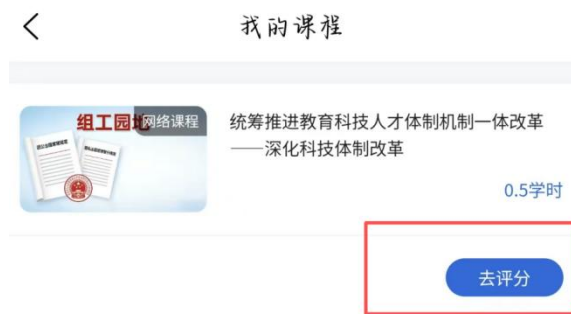 我的课程
组工园地
网络课程
统筹推进教育科技人才体制机制一体改革
——深化科技体制改革
0.5学时
去评分